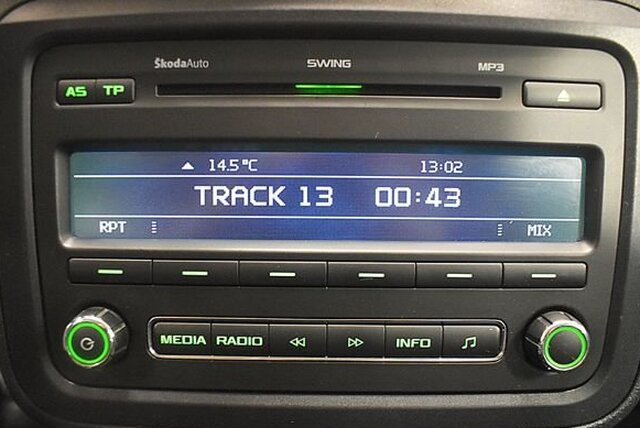 ŠkodaAuto SWING MP3
AS TP
14.5°C 13:02
TRACK 13 00:43
RPT MIX
MEDIA RADIO INFO